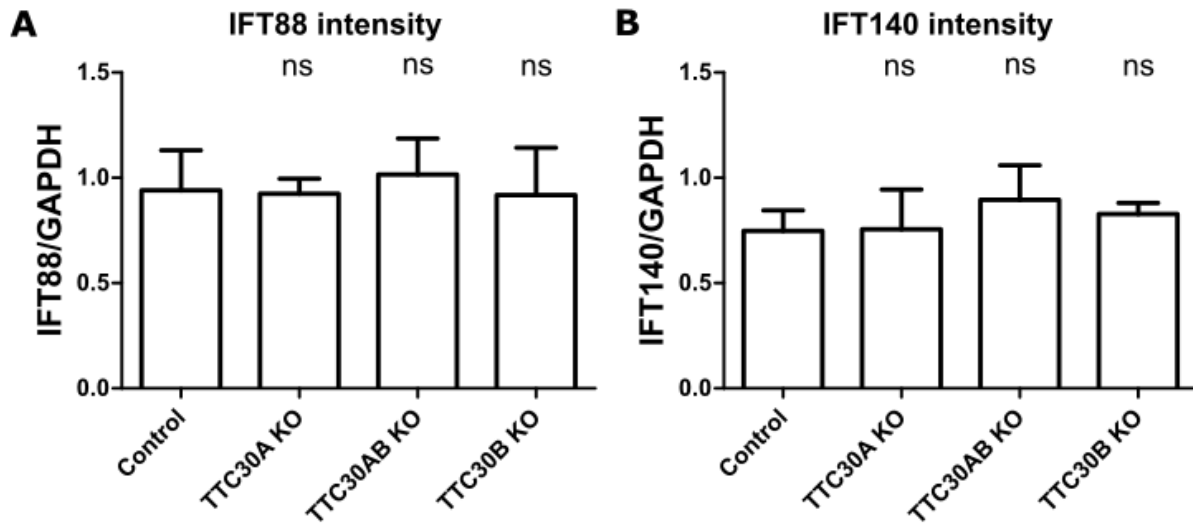 A
IFT88 intensity
ns
ns
ns
1.5
1.0
0.5
0.0
IFT88/GAPDH
Control
TTC30A KO
TTC30AB KO
TTC30B KO
B
IFT140 intensity
ns
ns
ns
1.5
1.0
0.5
0.0
IFT140/GAPDH
Control
TTC30A KO
TTC30AB KO
TTC30B KO